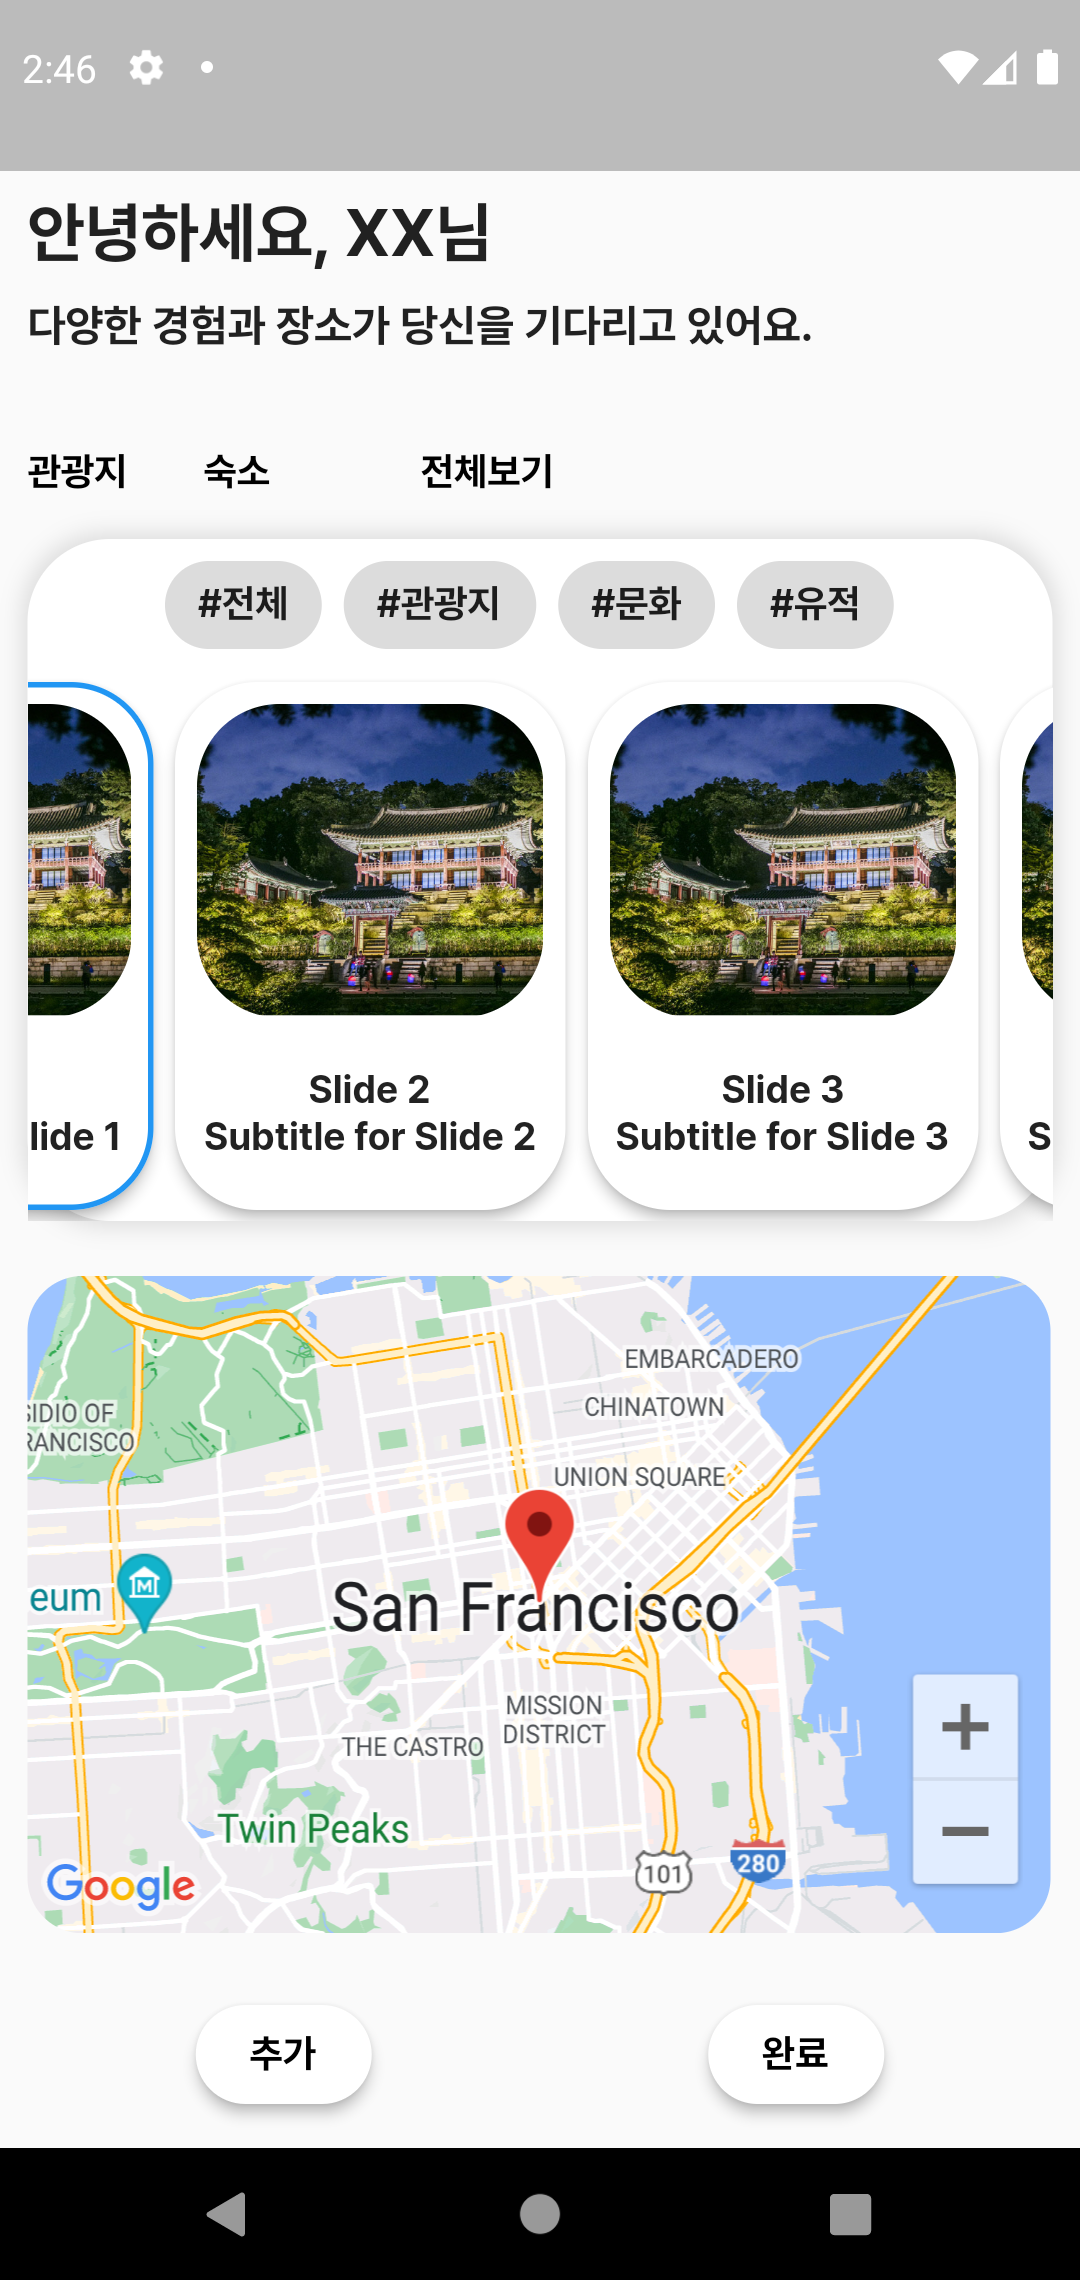 2:46
안녕하세요, XX님
다양한 경험과 장소가 당신을 기다리고 있어요.
관광지 숙소 전체보기
#전체 #관광지 #문화 #유적
Slide 2 Slide 3
lide 1 Subtitle for Slide 2 Subtitle for Slide 3 S
EMBARCADERO
CHINATOWN
SIDIO OF
RANCISCO
UNION SQUARE
eum
San Francisco
MISSION
DISTRICT
THE CASTRO
Twin Peaks
101
280
Google
추가 완료